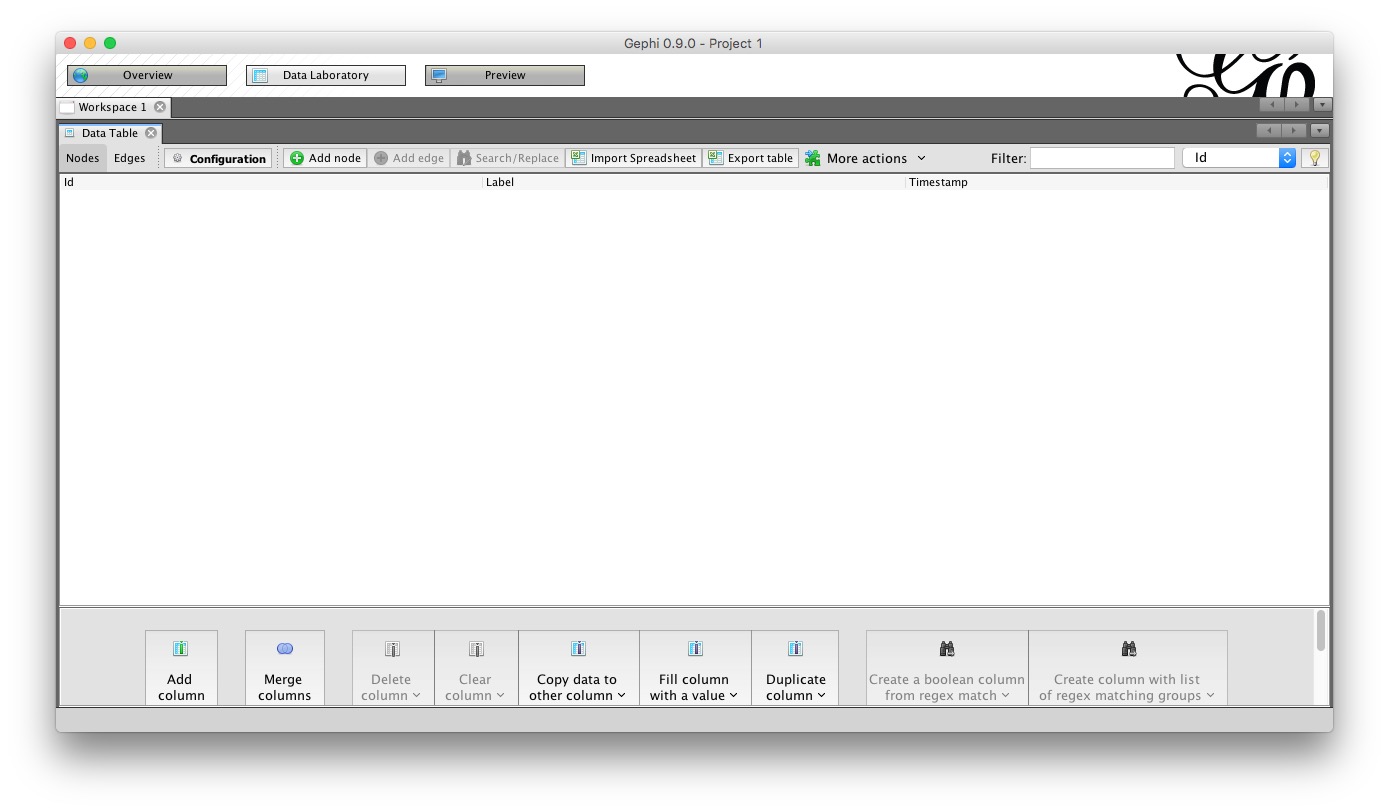 Gephi 0.9.0 - Project 1
Overview
Data Laboratory
Preview
Workspace 1
Data Table
Nodes
Edges
Configuration
Add node
Add edge
Search/Replace
Import Spreadsheet
Export table
More actions
Filter:
Id
Id
Label
Timestamp
Add
column
Merge
columns
Delete
column
Clear
column
Copy data to
other column
Fill column
with a value
Duplicate
column
Create a boolean column
from regex match
Create column with list
of regex matching groups